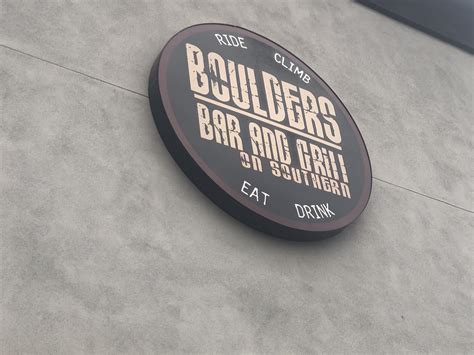 RIDE CLIMB
BOULDERS
BAR AND GRILL
ON SOUTHERN
EAT DRINK